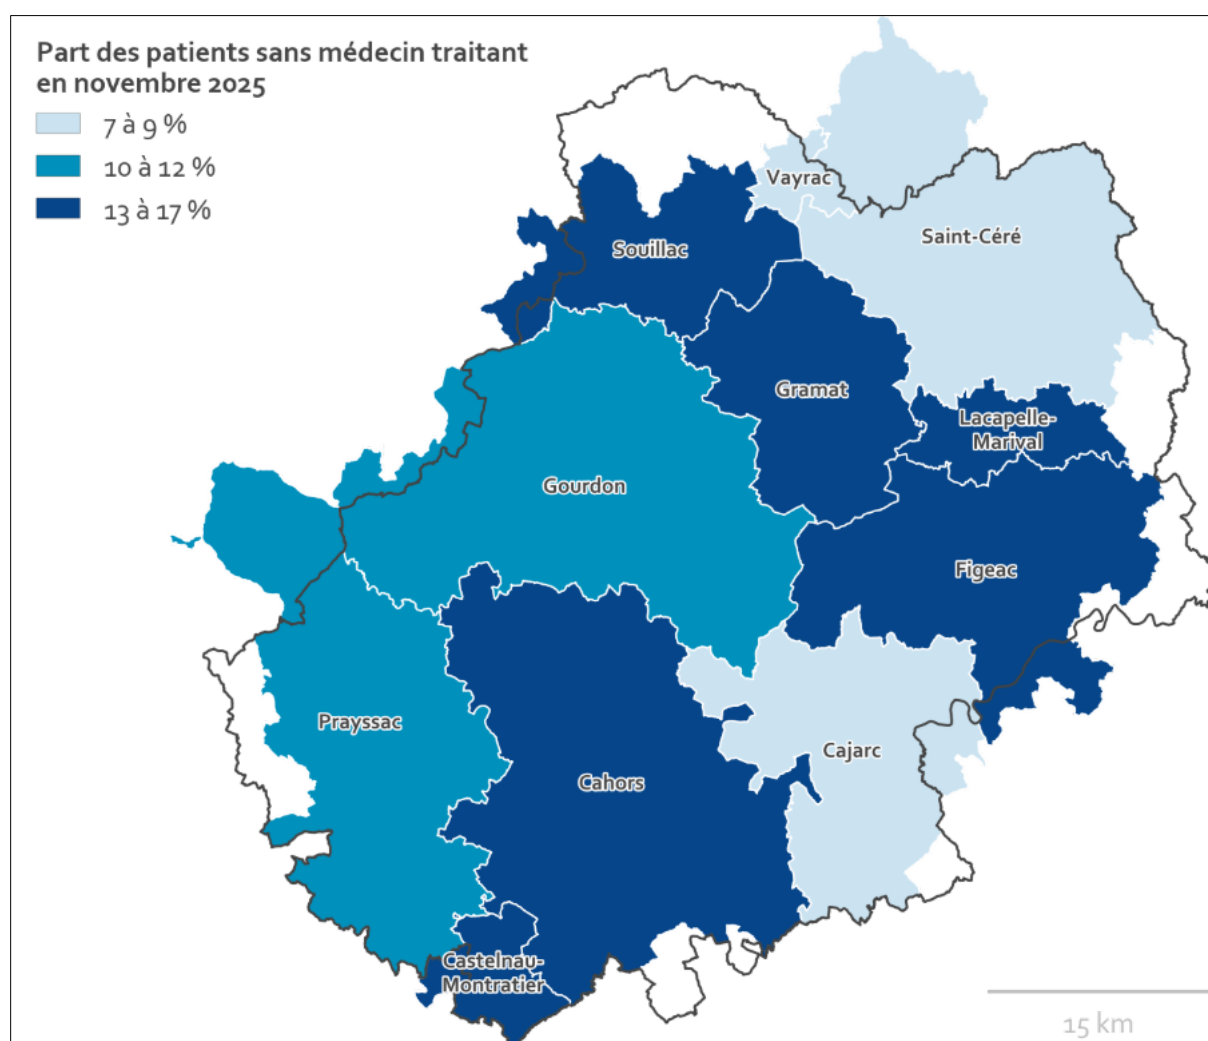 Part des patients sans médecin traitant
en novembre 2025
7 à 9 %
10 à 12 %
13 à 17 %
Vayrac
Saint-Céré
Souillac
Gramat
Lacapelle-
Marival
Gourdon
Figeac
Prayssac
Cajarc
Cahors
Castelnau-
Montratier
15 km